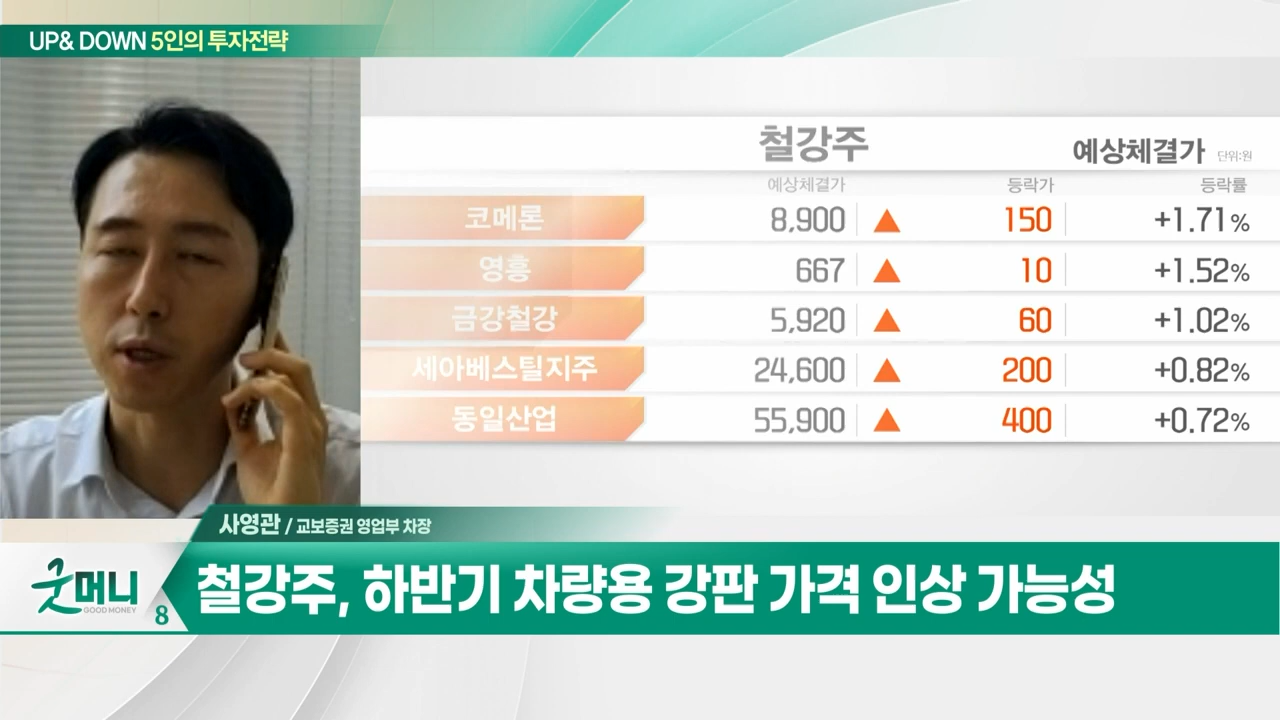 UP& DOWN 5인의 투자전략
철강주 예상체결가 단위:원
예상체결가 등락가 등락률
코메론 8,900 ▲ 150 +1.71%
영흥 667 ▲ 10 +1.52%
금강철강 5,920 ▲ 60 +1.02%
세아베스틸지주 24,600 ▲ 200 +0.82%
동일산업 55,900 ▲ 400 +0.72%
사영관 / 교보증권 영업부 차장
굿머니
GOOD MONEY
8
철강주, 하반기 차량용 강판 가격 인상 가능성